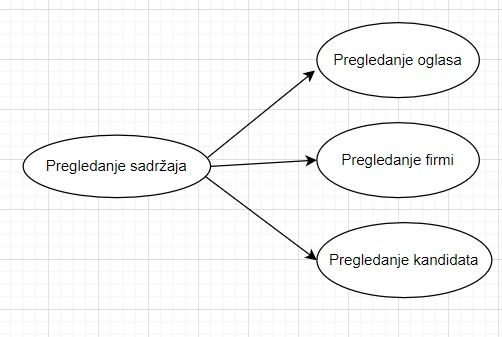 Pregledanje oglasa
Pregledanje sadržaja
Pregledanje firmi
Pregledanje kandidata